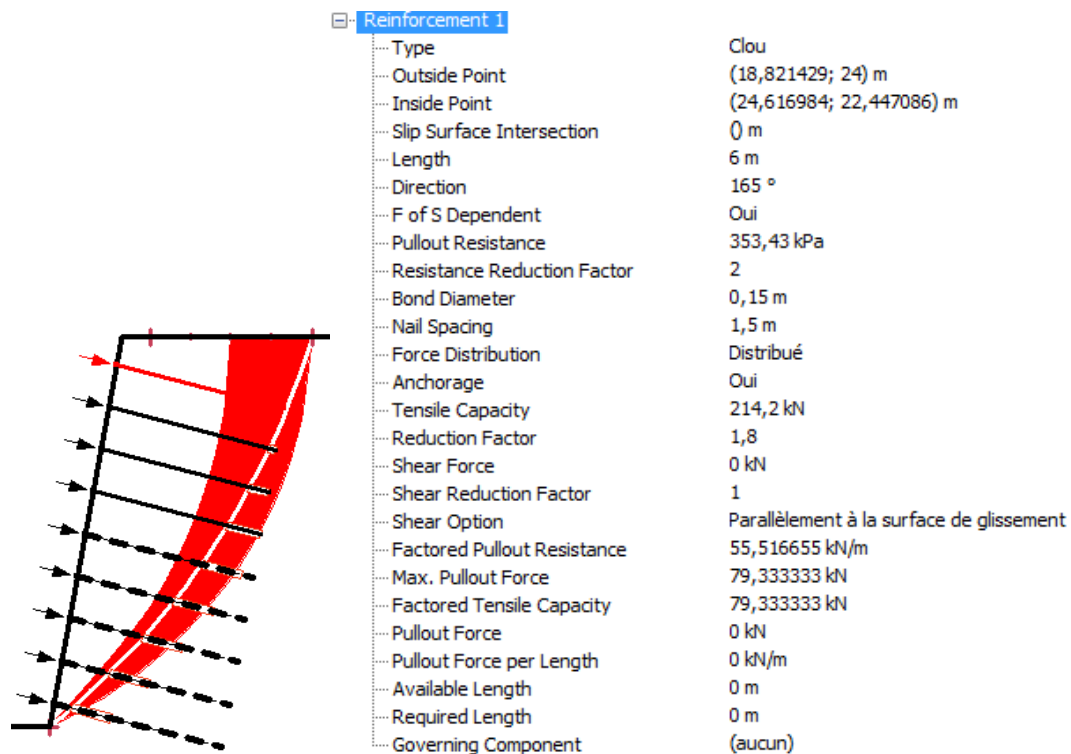 Reinforcement 1
Type Clou
Outside Point (18,821429; 24) m
Inside Point (24,616984; 22,447086) m
Slip Surface Intersection () m
Length 6 m
Direction 165 °
F of S Dependent Oui
Pullout Resistance 353,43 kPa
Resistance Reduction Factor 2
Bond Diameter 0,15 m
Nail Spacing 1,5 m
Force Distribution Distribué
Anchorage Oui
Tensile Capacity 214,2 kN
Reduction Factor 1,8
Shear Force 0 kN
Shear Reduction Factor 1
Shear Option Parallèlement à la surface de glissement
Factored Pullout Resistance 55,516655 kN/m
Max. Pullout Force 79,333333 kN
Factored Tensile Capacity 79,333333 kN
Pullout Force 0 kN
Pullout Force per Length 0 kN/m
Available Length 0 m
Required Length 0 m
Governing Component (aucun)